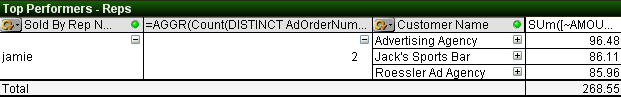 Top Performers - Reps
Sold By Rep N... =AGGR(Count(DISTINCT AdOrderNum... Customer Name SUm([~AMOU...
jamie 2 Advertising Agency 96.48
Jack's Sports Bar 86.11
Roessler Ad Agency 85.96
Total 268.55